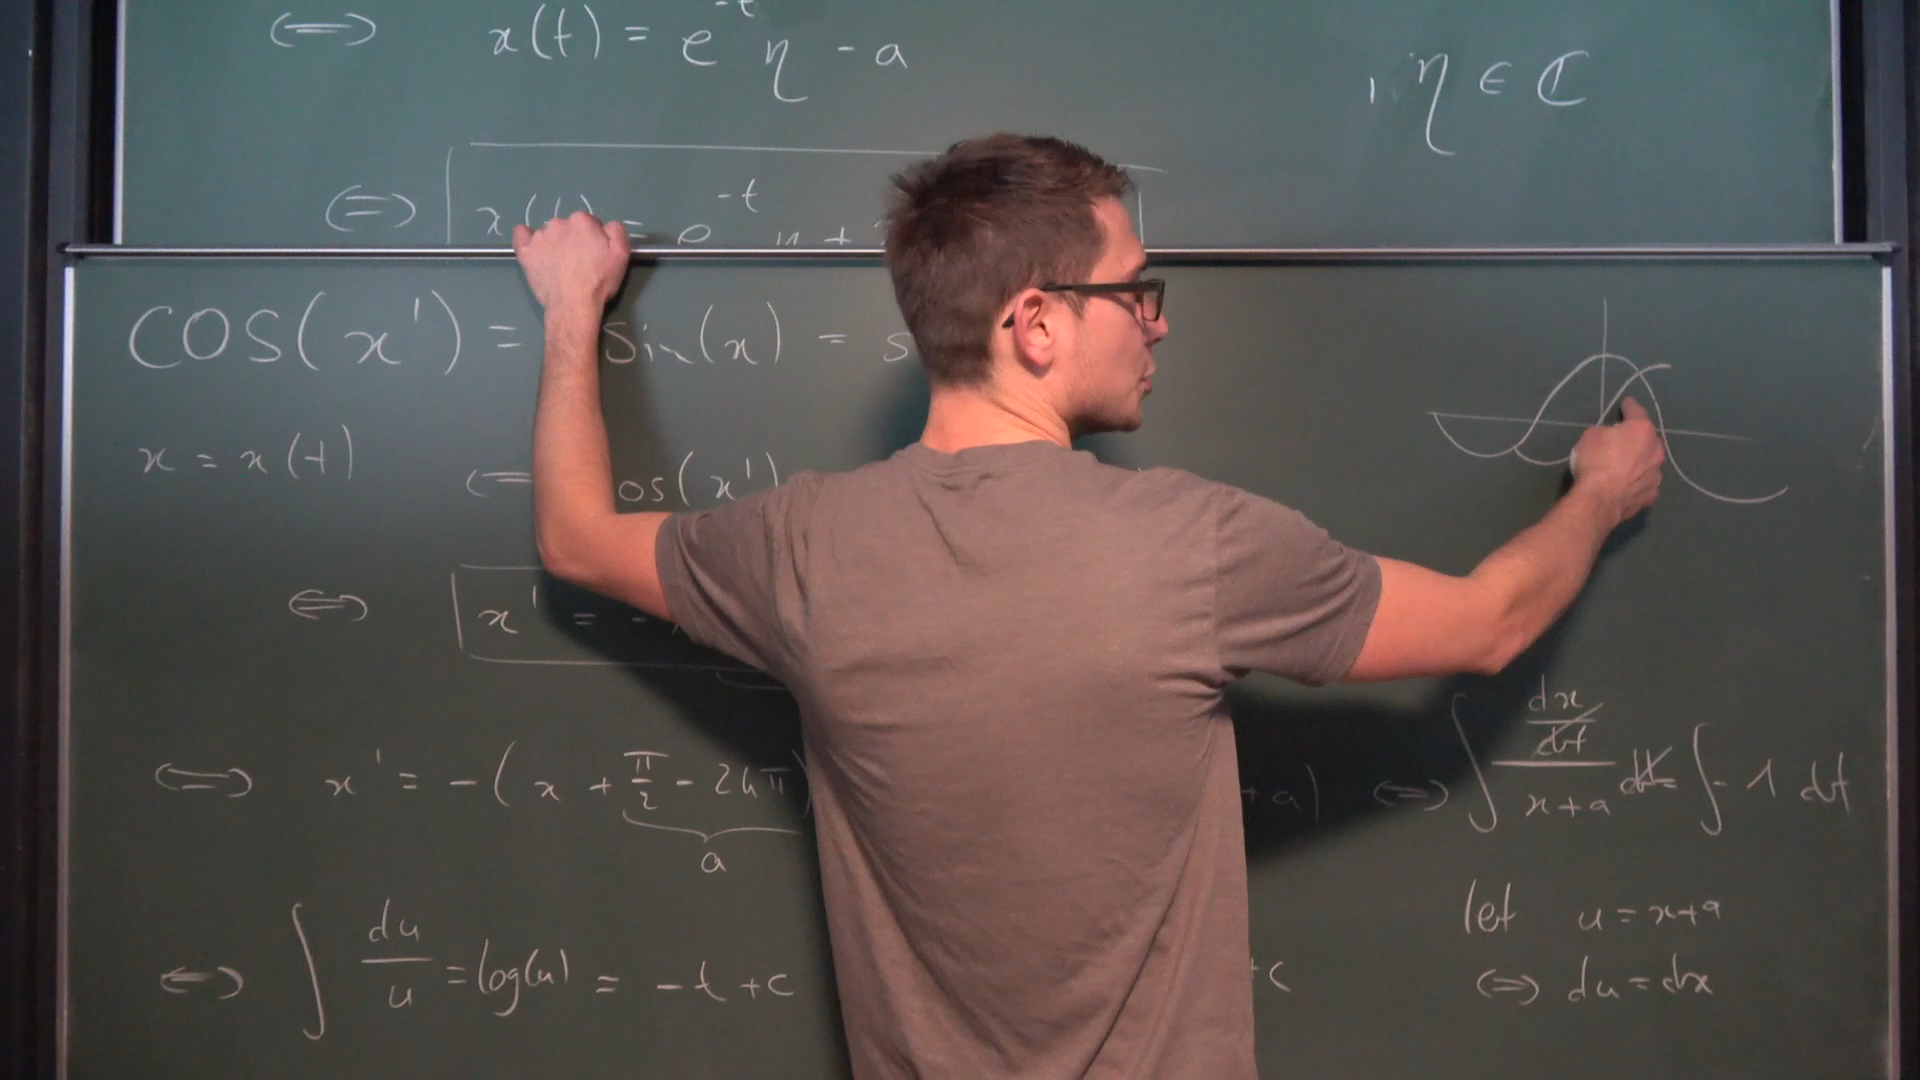 ⟺ x(t) = e^{-t} η - a , η ∈ ℂ
⟺ x(t) = e^{-t} η +
cos(x') = sin(x) = s
x = x(t)
os(x')
⟺ x' = -
⟺ x' = -(x + π/2 - 2kπ) + a) ⟺ ∫ (dx/dt)/(x+a) dt = ∫ -1 dt
a
let u = x+a
⟺ ∫ du/u = log(u) = -t + c +c ⟺ du = dx